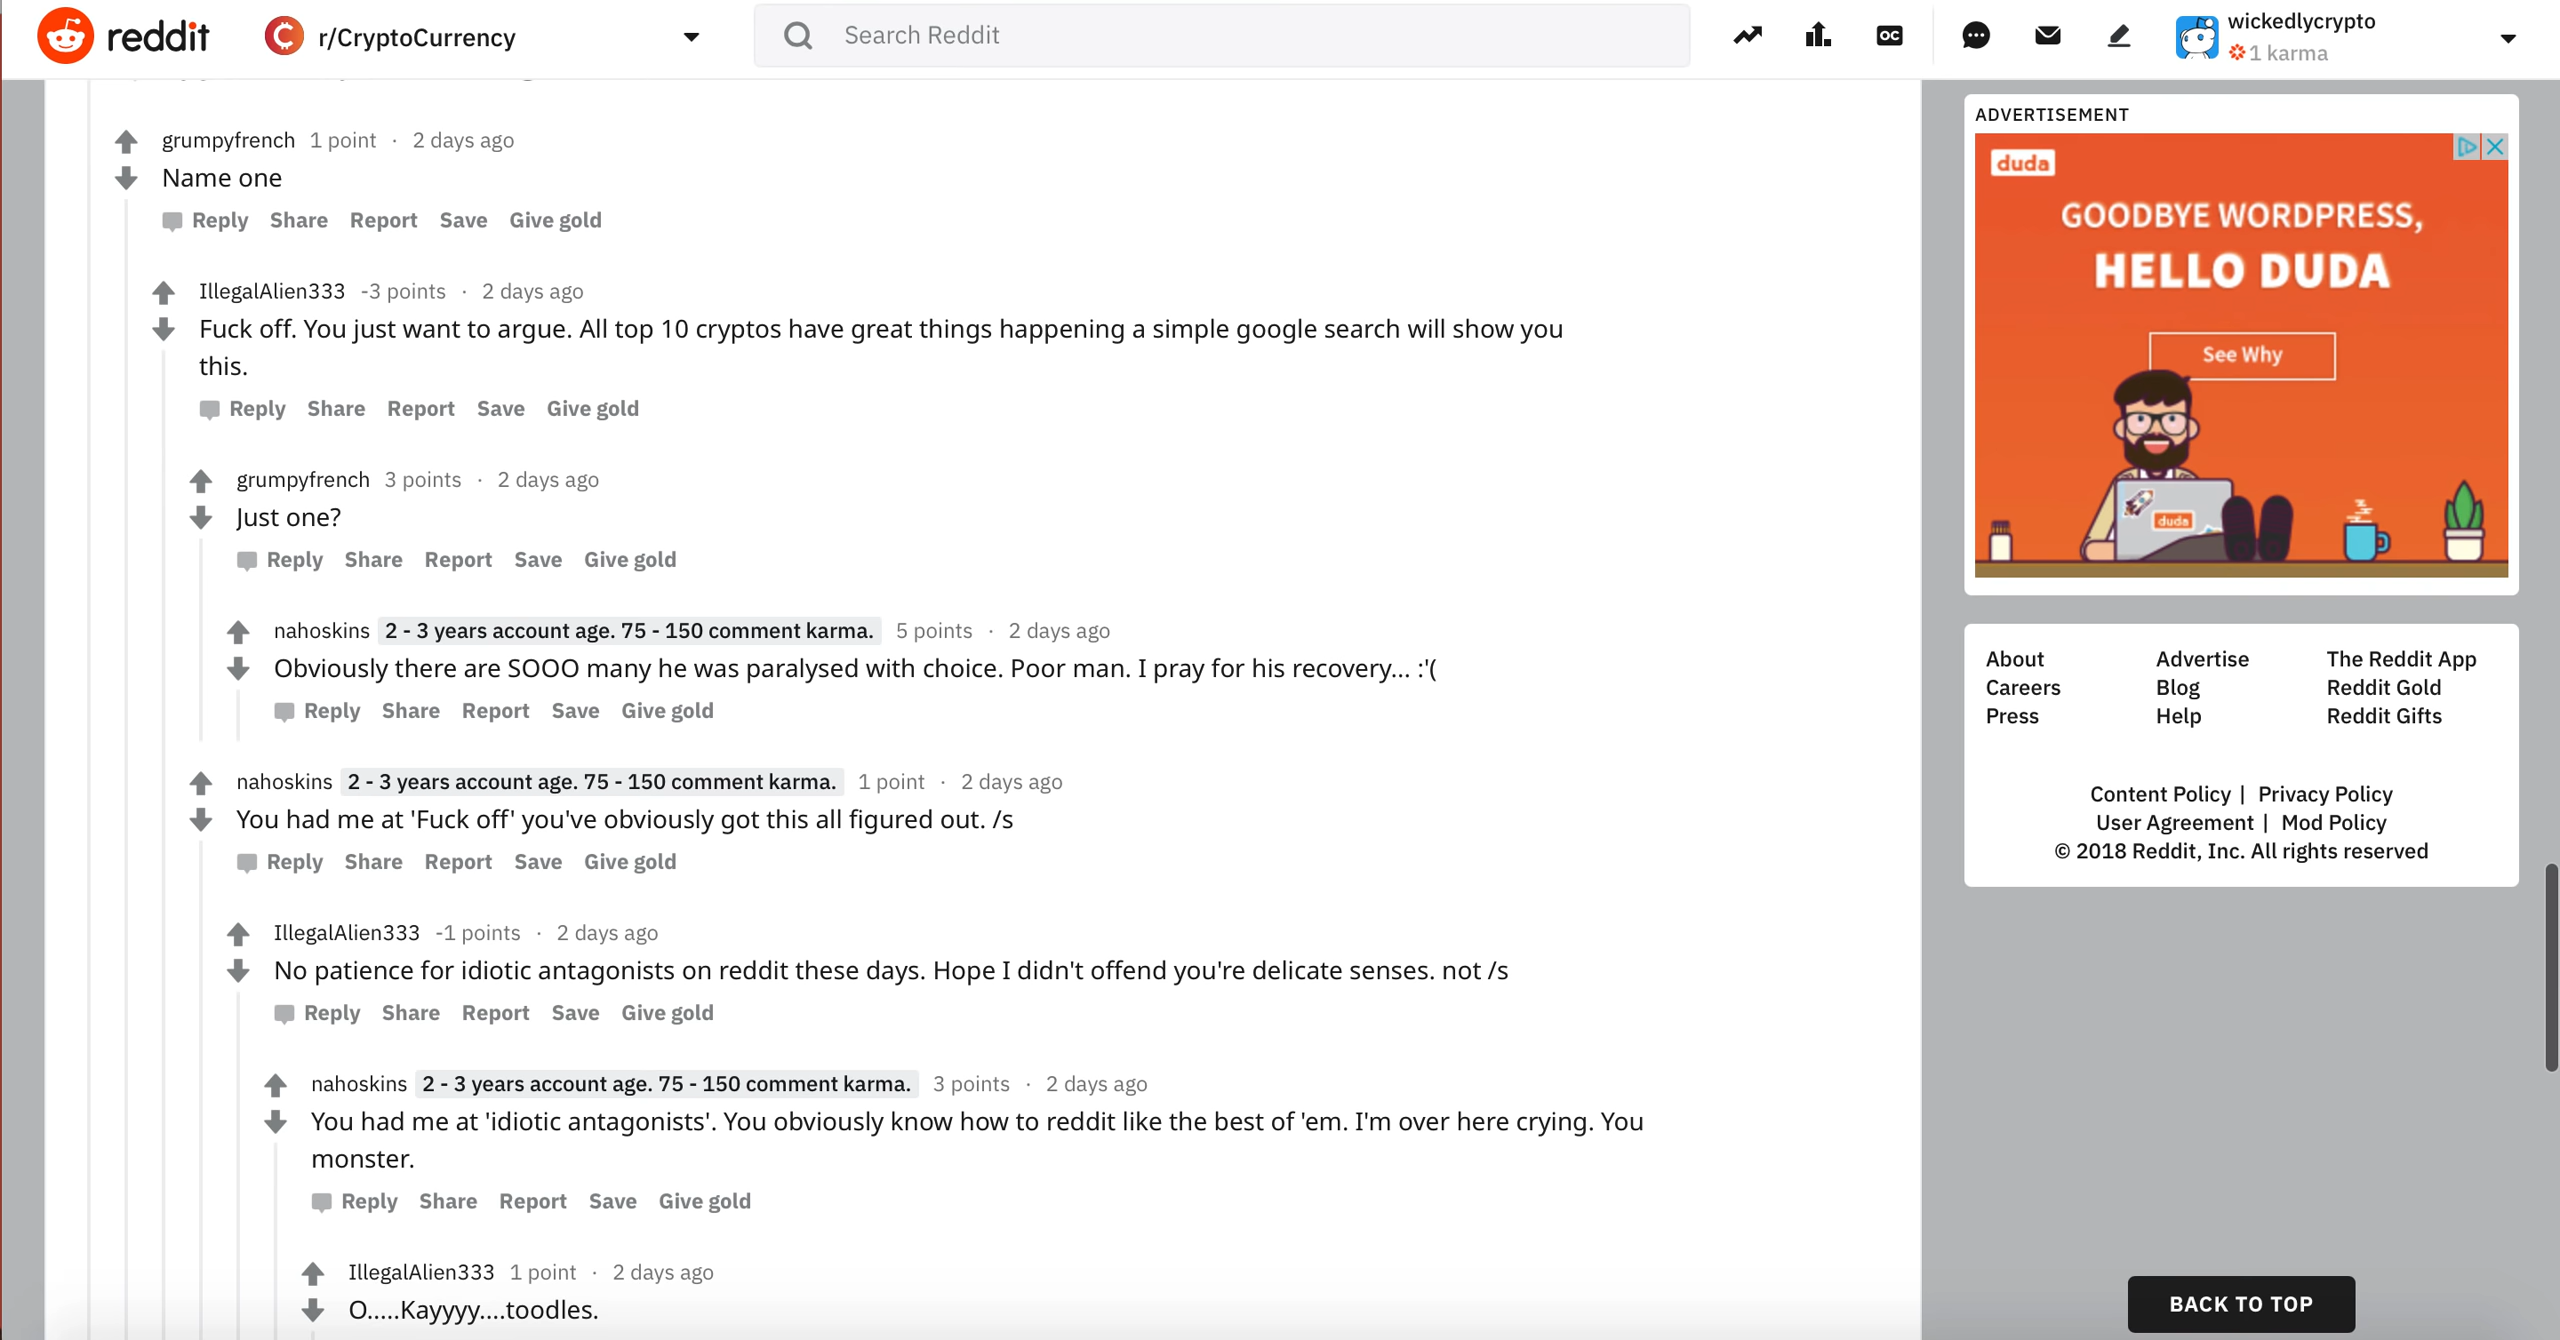 reddit
r/CryptoCurrency
Search Reddit
OC
wickedlycrypto
1 karma
grumpyfrench 1 point · 2 days ago
Name one
Reply Share Report Save Give gold
IllegalAlien333 -3 points · 2 days ago
Fuck off. You just want to argue. All top 10 cryptos have great things happening a simple google search will show you
this.
Reply Share Report Save Give gold
grumpyfrench 3 points · 2 days ago
Just one?
Reply Share Report Save Give gold
nahoskins 2 - 3 years account age. 75 - 150 comment karma. 5 points · 2 days ago
Obviously there are SOOO many he was paralysed with choice. Poor man. I pray for his recovery... :'(
Reply Share Report Save Give gold
nahoskins 2 - 3 years account age. 75 - 150 comment karma. 1 point · 2 days ago
You had me at 'Fuck off' you've obviously got this all figured out. /s
Reply Share Report Save Give gold
IllegalAlien333 -1 points · 2 days ago
No patience for idiotic antagonists on reddit these days. Hope I didn't offend you're delicate senses. not /s
Reply Share Report Save Give gold
nahoskins 2 - 3 years account age. 75 - 150 comment karma. 3 points · 2 days ago
You had me at 'idiotic antagonists'. You obviously know how to reddit like the best of 'em. I'm over here crying. You
monster.
Reply Share Report Save Give gold
IllegalAlien333 1 point · 2 days ago
O.....Kayyyy....toodles.
ADVERTISEMENT
duda
GOODBYE WORDPRESS,
HELLO DUDA
See Why
duda
About Advertise The Reddit App
Careers Blog Reddit Gold
Press Help Reddit Gifts
Content Policy | Privacy Policy
User Agreement | Mod Policy
© 2018 Reddit, Inc. All rights reserved
BACK TO TOP